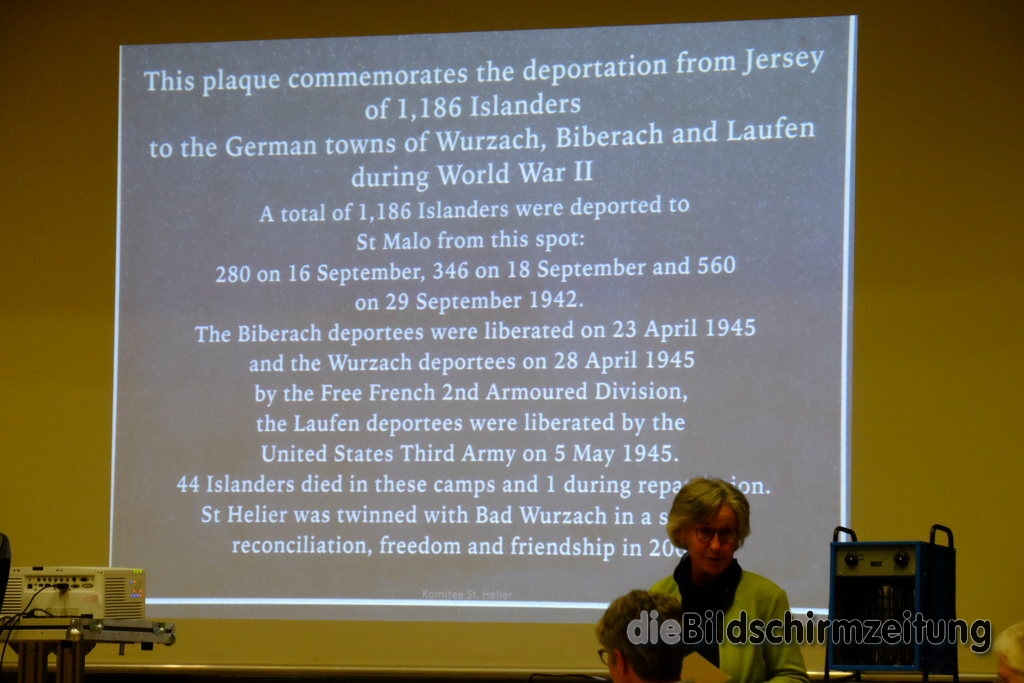 This plaque commemorates the deportation from Jersey
of 1,186 Islanders
to the German towns of Wurzach, Biberach and Laufen
during World War II
A total of 1,186 Islanders were deported to
St Malo from this spot:
280 on 16 September, 346 on 18 September and 560
on 29 September 1942.
The Biberach deportees were liberated on 23 April 1945
and the Wurzach deportees on 28 April 1945
by the Free French 2nd Armoured Division,
the Laufen deportees were liberated by the
United States Third Army on 5 May 1945.
44 Islanders died in these camps and 1 during
St Helier was twinned with Bad Wurzach in a
reconciliation, freedom and friendship in
Komitee St. Helier
dieBildschirmzeitung